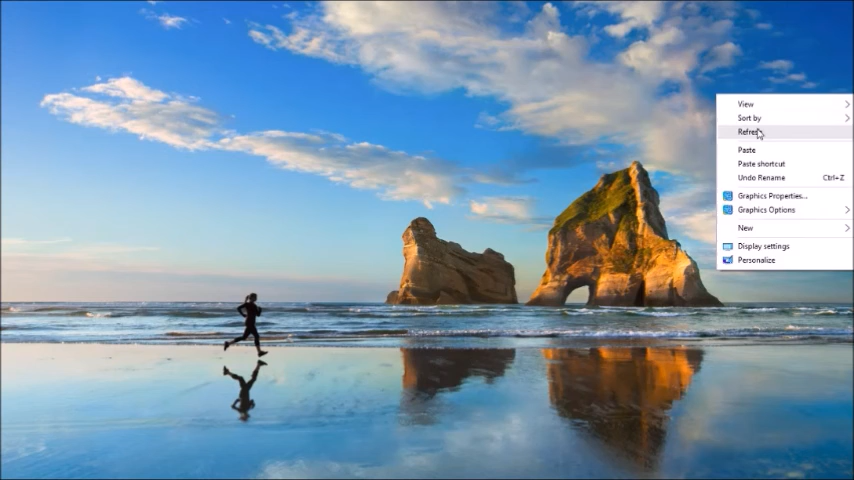 View
Sort by
Refresh
Paste
Paste shortcut
Undo Rename Ctrl+Z
Graphics Properties...
Graphics Options
New
Display settings
Personalize